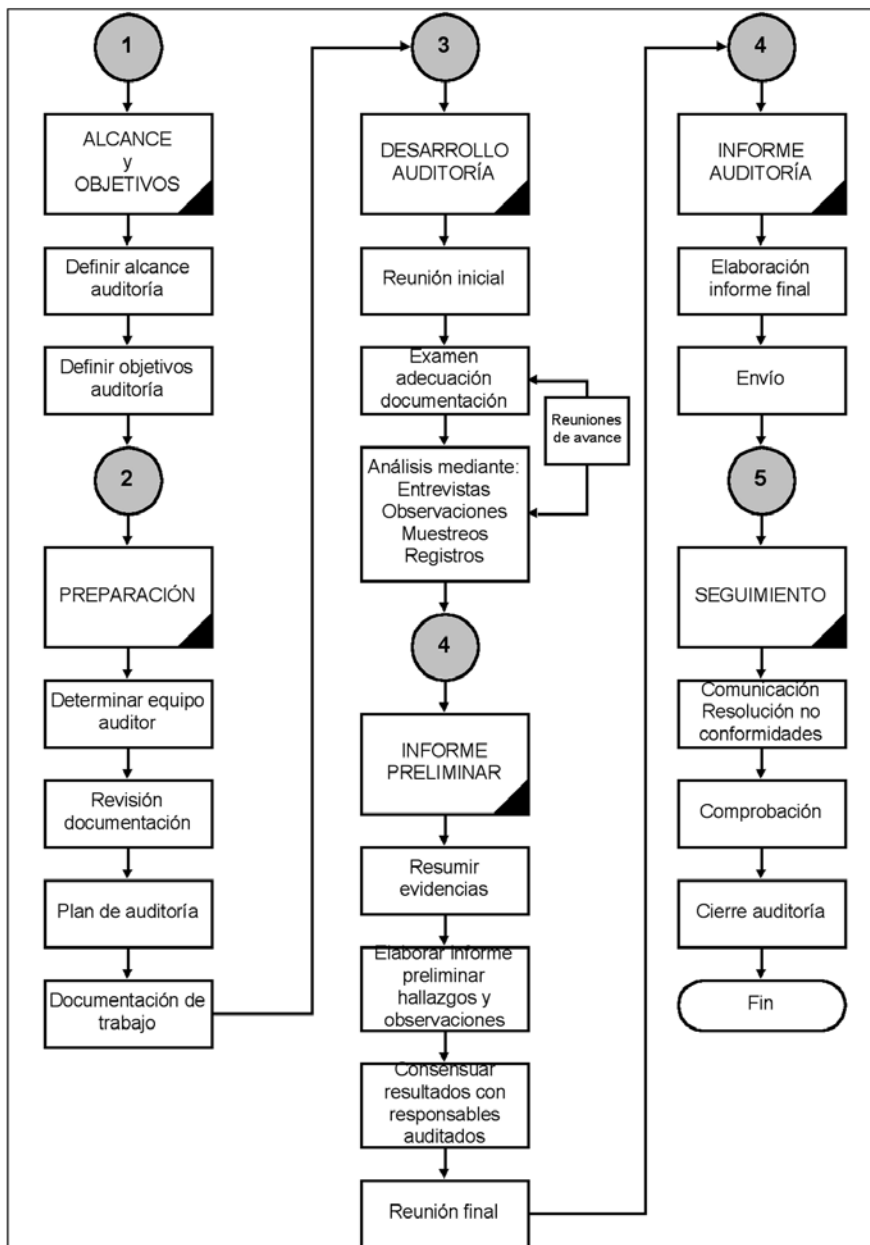 1
ALCANCE
y
OBJETIVOS
Definir alcance
auditoría
Definir objetivos
auditoría
2
PREPARACIÓN
Determinar equipo
auditor
Revisión
documentación
Plan de auditoría
Documentación de
trabajo
3
DESARROLLO
AUDITORÍA
Reunión inicial
Examen
adecuación
documentación
Reuniones
de avance
Análisis mediante:
Entrevistas
Observaciones
Muestreos
Registros
4
INFORME
PRELIMINAR
Resumir
evidencias
Elaborar informe
preliminar
hallazgos y
observaciones
Consensuar
resultados con
responsables
auditados
Reunión final
4
INFORME
AUDITORÍA
Elaboración
informe final
Envío
5
SEGUIMIENTO
Comunicación
Resolución no
conformidades
Comprobación
Cierre auditoría
Fin